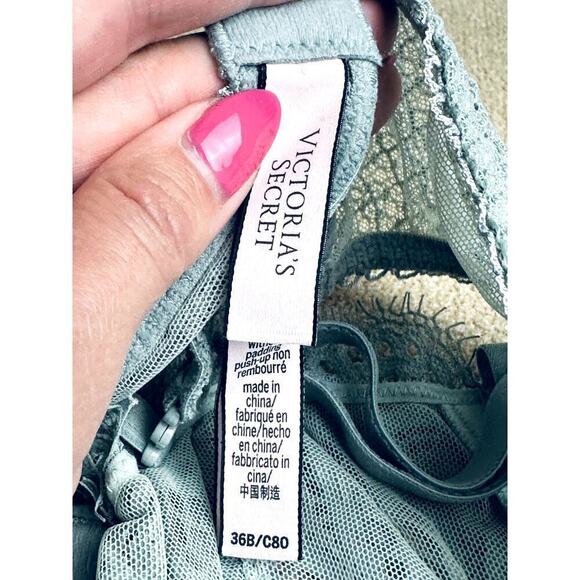 VICTORIA'S
SECRET
padding
push-up non
rembourré
made in
china/
fabriqué en
chine/hecho
en china/
fabbricato in
cina/
中国制造
36B/C80